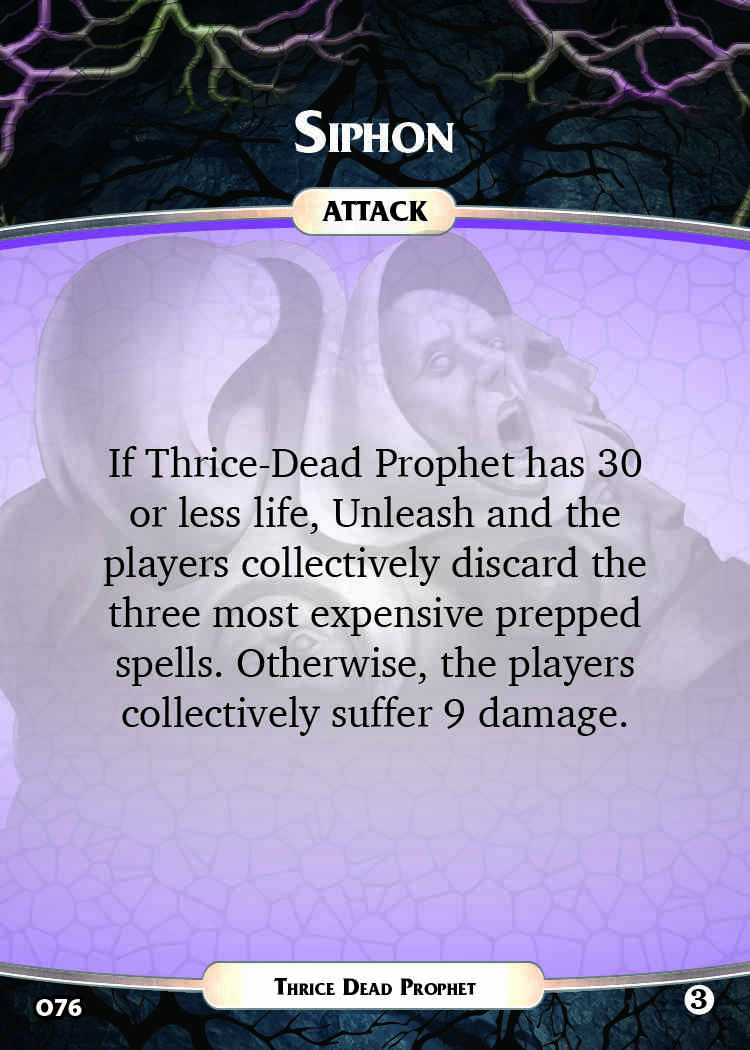 SIPHON
ATTACK
If Thrice-Dead Prophet has 30
or less life, Unleash and the
players collectively discard the
three most expensive prepped
spells. Otherwise, the players
collectively suffer 9 damage.
THRICE DEAD PROPHET
O76
3